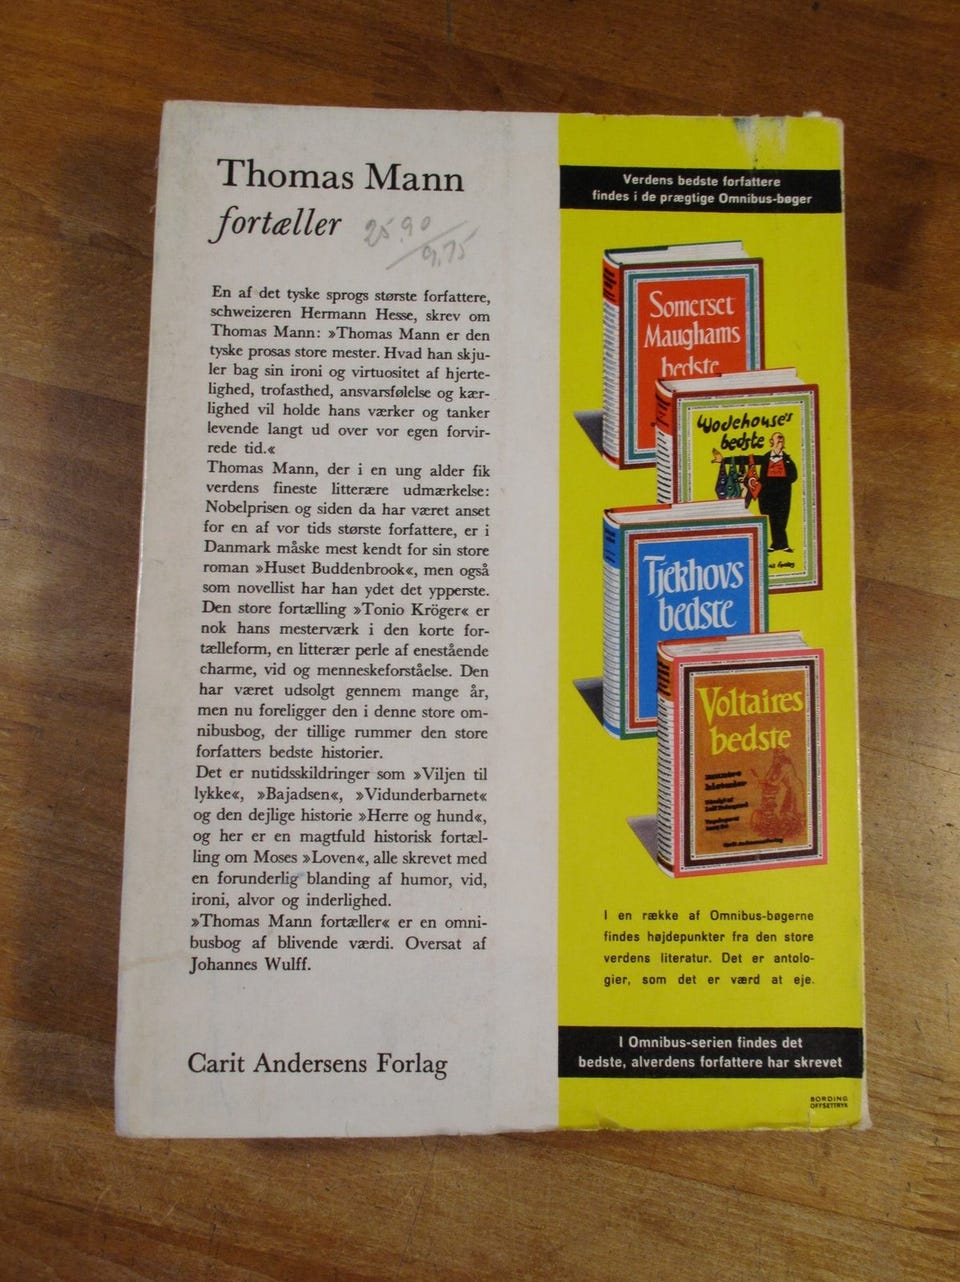 Thomas Mann
fortæller
25.90
9,75
En af det tyske sprogs største forfattere,
schweizeren Hermann Hesse, skrev om
Thomas Mann: »Thomas Mann er den
tyske prosas store mester. Hvad han skju-
ler bag sin ironi og virtuositet af hjerte-
lighed, trofasthed, ansvarsfølelse og kær-
lighed vil holde hans værker og tanker
levende langt ud over vor egen forvir-
rede tid.«
Thomas Mann, der i en ung alder fik
verdens fineste litterære udmærkelse:
Nobelprisen og siden da har været anset
for en af vor tids største forfattere, er i
Danmark måske mest kendt for sin store
roman »Huset Buddenbrook«, men også
som novellist har han ydet det ypperste.
Den store fortælling »Tonio Kröger« er
nok hans mesterværk i den korte for-
tælleform, en litterær perle af enestående
charme, vid og menneskeforståelse. Den
har været udsolgt gennem mange år,
men nu foreligger den i denne store om-
nibusbog, der tillige rummer den store
forfatters bedste historier.
Det er nutidsskildringer som »Viljen til
lykke«, »Bajadsen«, »Vidunderbarnet«
og den dejlige historie »Herre og hund«,
og her er en magtfuld historisk fortæl-
ling om Moses »Loven«, alle skrevet med
en forunderlig blanding af humor, vid,
ironi, alvor og inderlighed.
»Thomas Mann fortæller« er en omni-
busbog af blivende værdi. Oversat af
Johannes Wulff.
Carit Andersens Forlag
Verdens bedste forfattere
findes i de prægtige Omnibus-bøger
Somerset
Maughams
bedste
Wodehouse's
bedste
Tjekhovs
bedste
Voltaires
bedste
I en række af Omnibus-bøgerne
findes højdepunkter fra den store
verdens literatur. Det er antolo-
gier, som det er værd at eje.
I Omnibus-serien findes det
bedste, alverdens forfattere har skrevet
BORDING
OFFSETTRYK